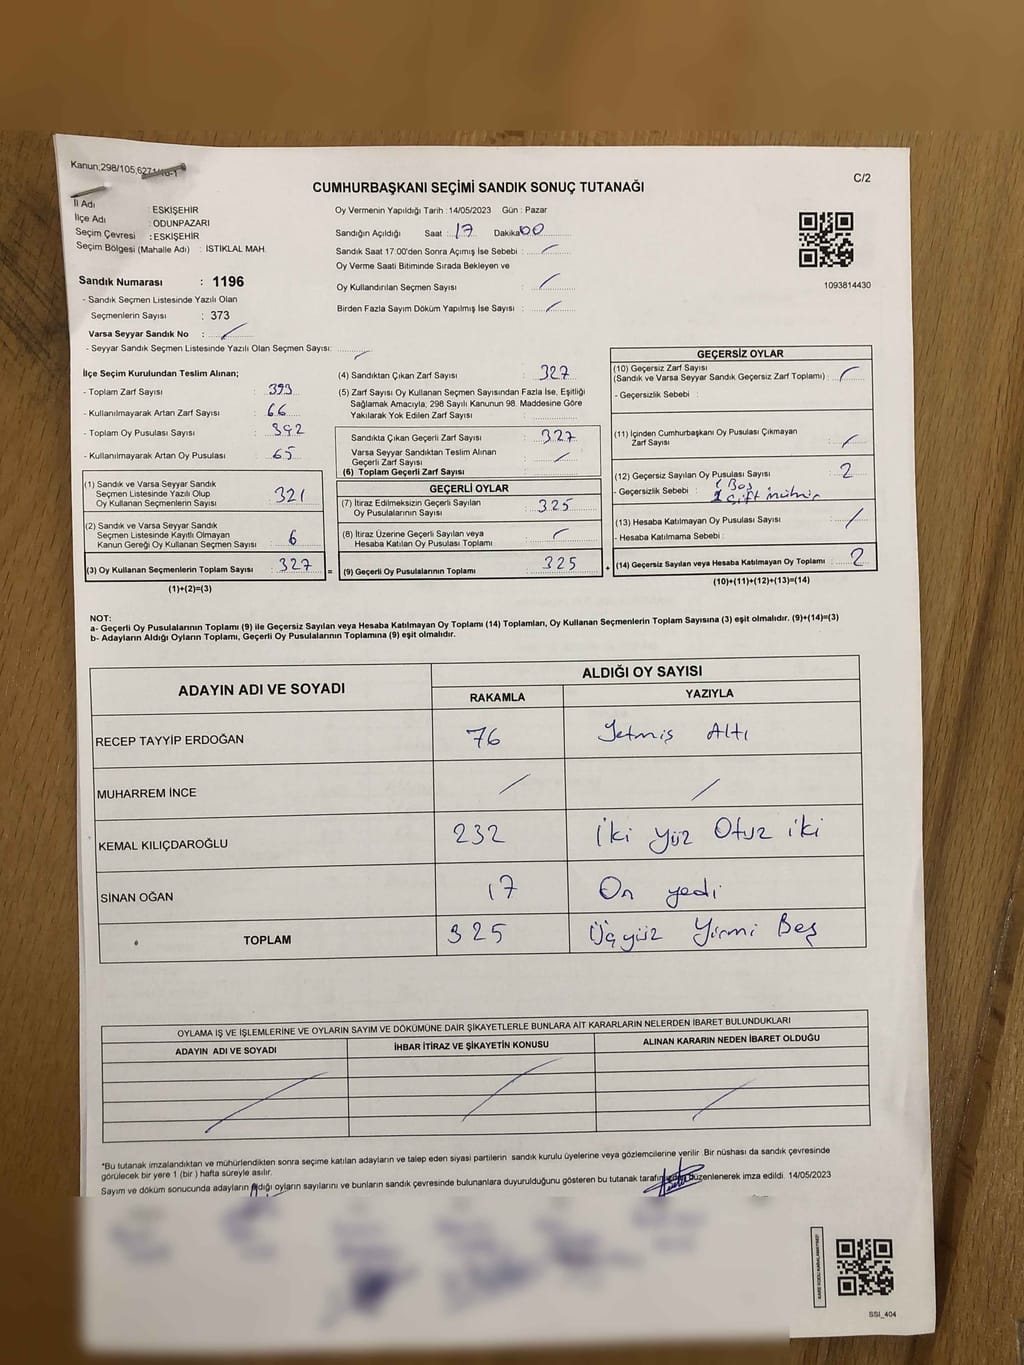 Kanun,298/105,627
CUMHURBAŞKANI SEÇİMİ SANDIK SONUÇ TUTANAĞI
C/2
İl Adı : ESKİŞEHİR
İlçe Adı : ODUNPAZARI
Seçim Çevresi : ESKİŞEHİR
Seçim Bölgesi (Mahalle Adı) : İSTİKLAL MAH.
Sandık Numarası : 1196
- Sandık Seçmen Listesinde Yazılı Olan
Seçmenlerin Sayısı : 373
Varsa Seyyar Sandık No : /
- Seyyar Sandık Seçmen Listesinde Yazılı Olan Seçmen Sayısı: /
Oy Vermenin Yapıldığı Tarih :14/05/2023 Gün : Pazar
Sandığın Açıldığı Saat : 17 Dakika 00
Sandık Saat 17:00'den Sonra Açımış İse Sebebi : /
Oy Verme Saati Bitiminde Sırada Bekleyen ve
Oy Kullandırılan Seçmen Sayısı : /
Birden Fazla Sayım Döküm Yapılmış İse Sayısı : /
1093814430
İlçe Seçim Kurulundan Teslim Alınan;
- Toplam Zarf Sayısı : 393
- Kullanılmayarak Artan Zarf Sayısı : 66
- Toplam Oy Pusulası Sayısı : 392
- Kullanılmayarak Artan Oy Pusulası : 65
(1) Sandık ve Varsa Seyyar Sandık
Seçmen Listesinde Yazılı Olup
Oy Kullanan Seçmenlerin Sayısı : 321
(2) Sandık ve Varsa Seyyar Sandık
Seçmen Listesinde Kayıtlı Olmayan
Kanun Gereği Oy Kullanan Seçmen Sayısı : 6
(3) Oy Kullanan Seçmenlerin Toplam Sayısı : 327 =
(1)+(2)=(3)
(4) Sandıktan Çıkan Zarf Sayısı : 327
(5) Zarf Sayısı Oy Kullanan Seçmen Sayısından Fazla İse, Eşitliği
Sağlamak Amacıyla, 298 Sayılı Kanunun 98. Maddesine Göre
Yakılarak Yok Edilen Zarf Sayısı :
Sandıkta Çıkan Geçerli Zarf Sayısı : 327
Varsa Seyyar Sandıktan Teslim Alınan
Geçerli Zarf Sayısı : /
(6) Toplam Geçerli Zarf Sayısı
GEÇERLİ OYLAR
(7) İtiraz Edilmeksizin Geçerli Sayılan
Oy Pusulalarının Sayısı : 325
(8) İtiraz Üzerine Geçerli Sayılan veya
Hesaba Katılan Oy Pusulası Toplamı : /
(9) Geçerli Oy Pusulalarının Toplamı : 325 +
GEÇERSİZ OYLAR
(10) Geçersiz Zarf Sayısı
(Sandık ve Varsa Seyyar Sandık Geçersiz Zarf Toplamı) : /
- Geçersizlik Sebebi :
(11) İçinden Cumhurbaşkanı Oy Pusulası Çıkmayan
Zarf Sayısı : /
(12) Geçersiz Sayılan Oy Pusulası Sayısı : 2
- Geçersizlik Sebebi : 1 Boş
1 Çift mühür
(13) Hesaba Katılmayan Oy Pusulası Sayısı : /
- Hesaba Katılmama Sebebi :
(14) Geçersiz Sayılan veya Hesaba Katılmayan Oy Toplamı : 2
(10)+(11)+(12)+(13)=(14)
NOT:
a- Geçerli Oy Pusulalarının Toplamı (9) ile Geçersiz Sayılan veya Hesaba Katılmayan Oy Toplamı (14) Toplamları, Oy Kullanan Seçmenlerin Toplam Sayısına (3) eşit olmalıdır. (9)+(14)=(3)
b- Adayların Aldığı Oyların Toplamı, Geçerli Oy Pusulalarının Toplamına (9) eşit olmalıdır.
ADAYIN ADI VE SOYADI ALDIĞI OY SAYISI
RAKAMLA YAZIYLA
RECEP TAYYİP ERDOĞAN 76 Yetmiş Altı
MUHARREM İNCE / /
KEMAL KILIÇDAROĞLU 232 İki yüz Otuz iki
SİNAN OĞAN 17 On yedi
TOPLAM 325 Üçyüz Yirmi Beş
OYLAMA İŞ VE İŞLEMLERİNE VE OYLARIN SAYIM VE DÖKÜMÜNE DAİR ŞİKAYETLERLE BUNLARA AİT KARARLARIN NELERDEN İBARET BULUNDUKLARI
ADAYIN ADI VE SOYADI İHBAR İTİRAZ VE ŞİKAYETİN KONUSU ALINAN KARARIN NEDEN İBARET OLDUĞU
*Bu tutanak imzalandıktan ve mühürlendikten sonra seçime katılan adayların ve talep eden siyasi partilerin sandık kurulu üyelerine veya gözlemcilerine verilir. Bir nüshası da sandık çevresinde
görülecek bir yere 1 (bir) hafta süreyle asılır.
Sayım ve döküm sonucunda adayların aldığı oyların sayılarını ve bunların sandık çevresinde bulunanlara duyurulduğunu gösteren bu tutanak düzenlenerek imza edildi. 14/05/2023
SSI_404